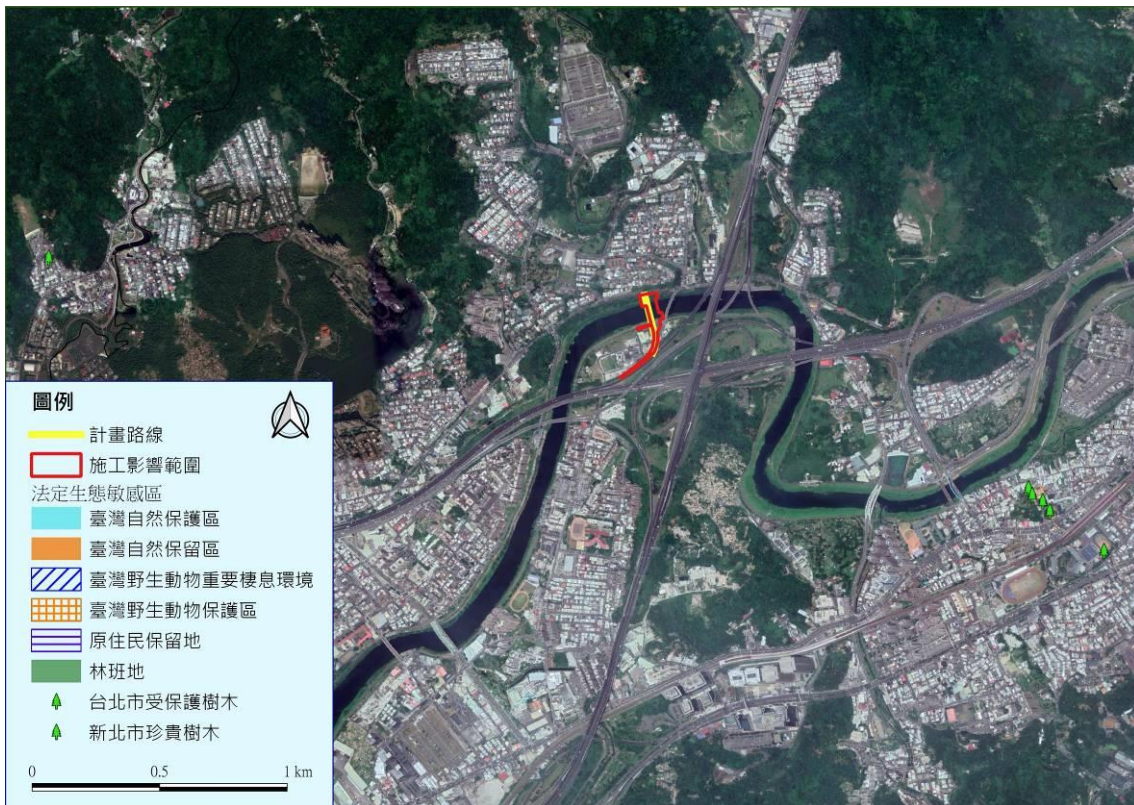 圖例
計畫路線
施工影響範圍
法定生態敏感區
臺灣自然保護區
臺灣自然保留區
臺灣野生動物重要棲息環境
臺灣野生動物保護區
原住民保留地
林班地
台北市受保護樹木
新北市珍貴樹木
0 0.5 1 km